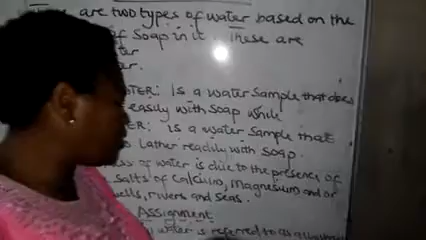 are two types of water based on the
of Soap in it. These are
ter
er.
TER: Is a water Sample that does
easily with Soap while
ER: is a water Sample that
lather readily with soap.
of water is due to the presence of
salts of Calcium, Magnesium and or
wells, rivers and seas.
Assignment
water is referred to as